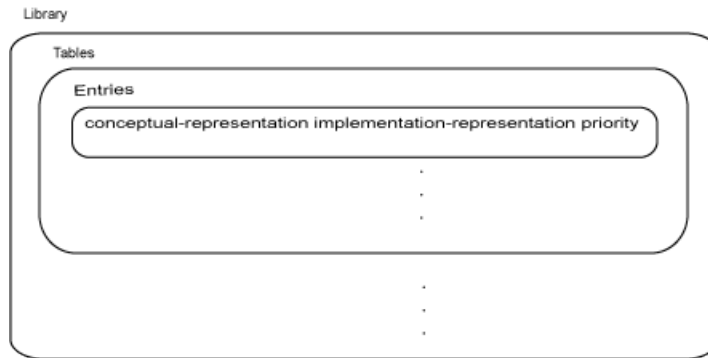 Library
Tables
Entries
conceptual-representation implementation-representation priority